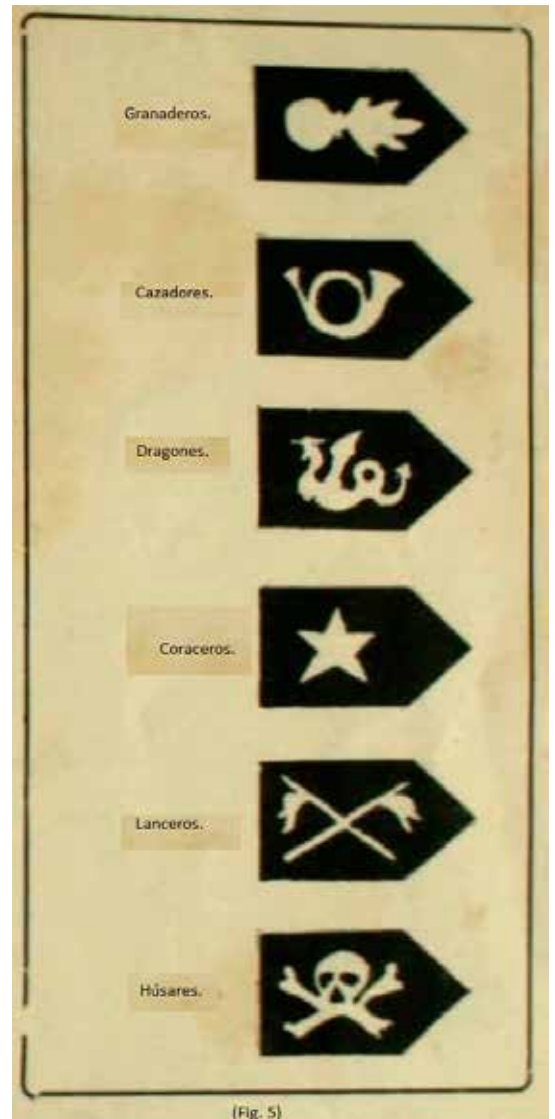 Granaderos.
Cazadores.
Dragones.
Coraceros.
Lanceros.
Húsares.
(Fig. 5)